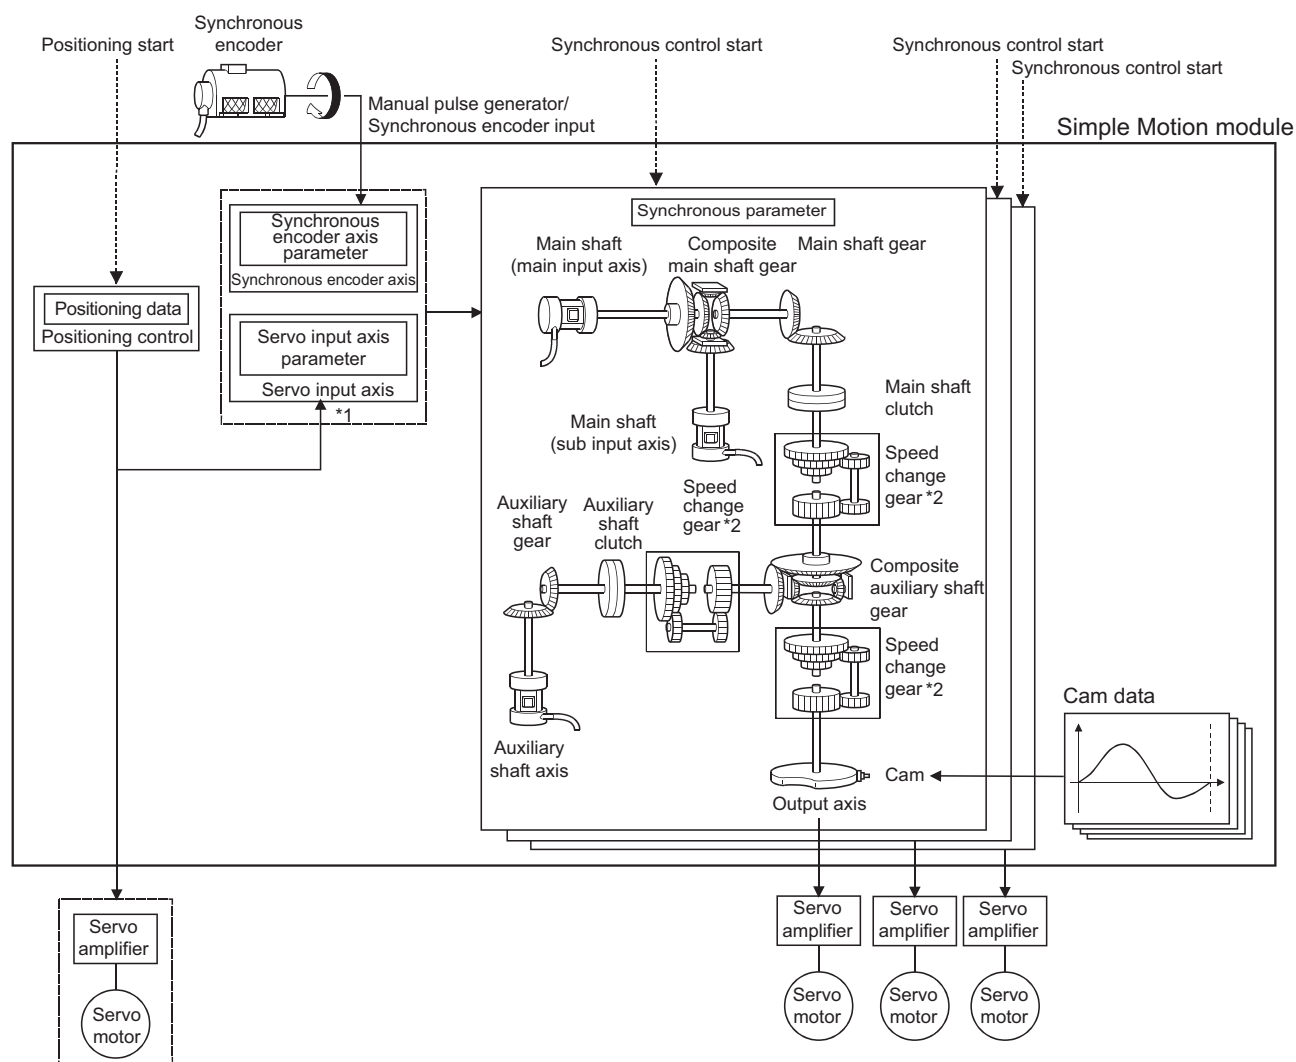 Synchronous
encoder
Positioning start
Synchronous control start
Synchronous control start
Synchronous control start
Manual pulse generator/
Synchronous encoder input
Simple Motion module
Synchronous
encoder axis
parameter
Synchronous encoder axis
Positioning data
Positioning control
Servo input axis
parameter
Servo input axis
*1
Synchronous parameter
Main shaft
(main input axis)
Composite
main shaft gear
Main shaft gear
Main shaft
clutch
Main shaft
(sub input axis)
Speed
change
gear *2
Auxiliary
shaft
gear
Auxiliary
shaft
clutch
Speed
change
gear *2
Composite
auxiliary shaft
gear
Speed
change
gear *2
Auxiliary
shaft axis
Cam data
Cam
Output axis
Servo
amplifier
Servo
motor
Servo
amplifier
Servo
amplifier
Servo
amplifier
Servo
motor
Servo
motor
Servo
motor